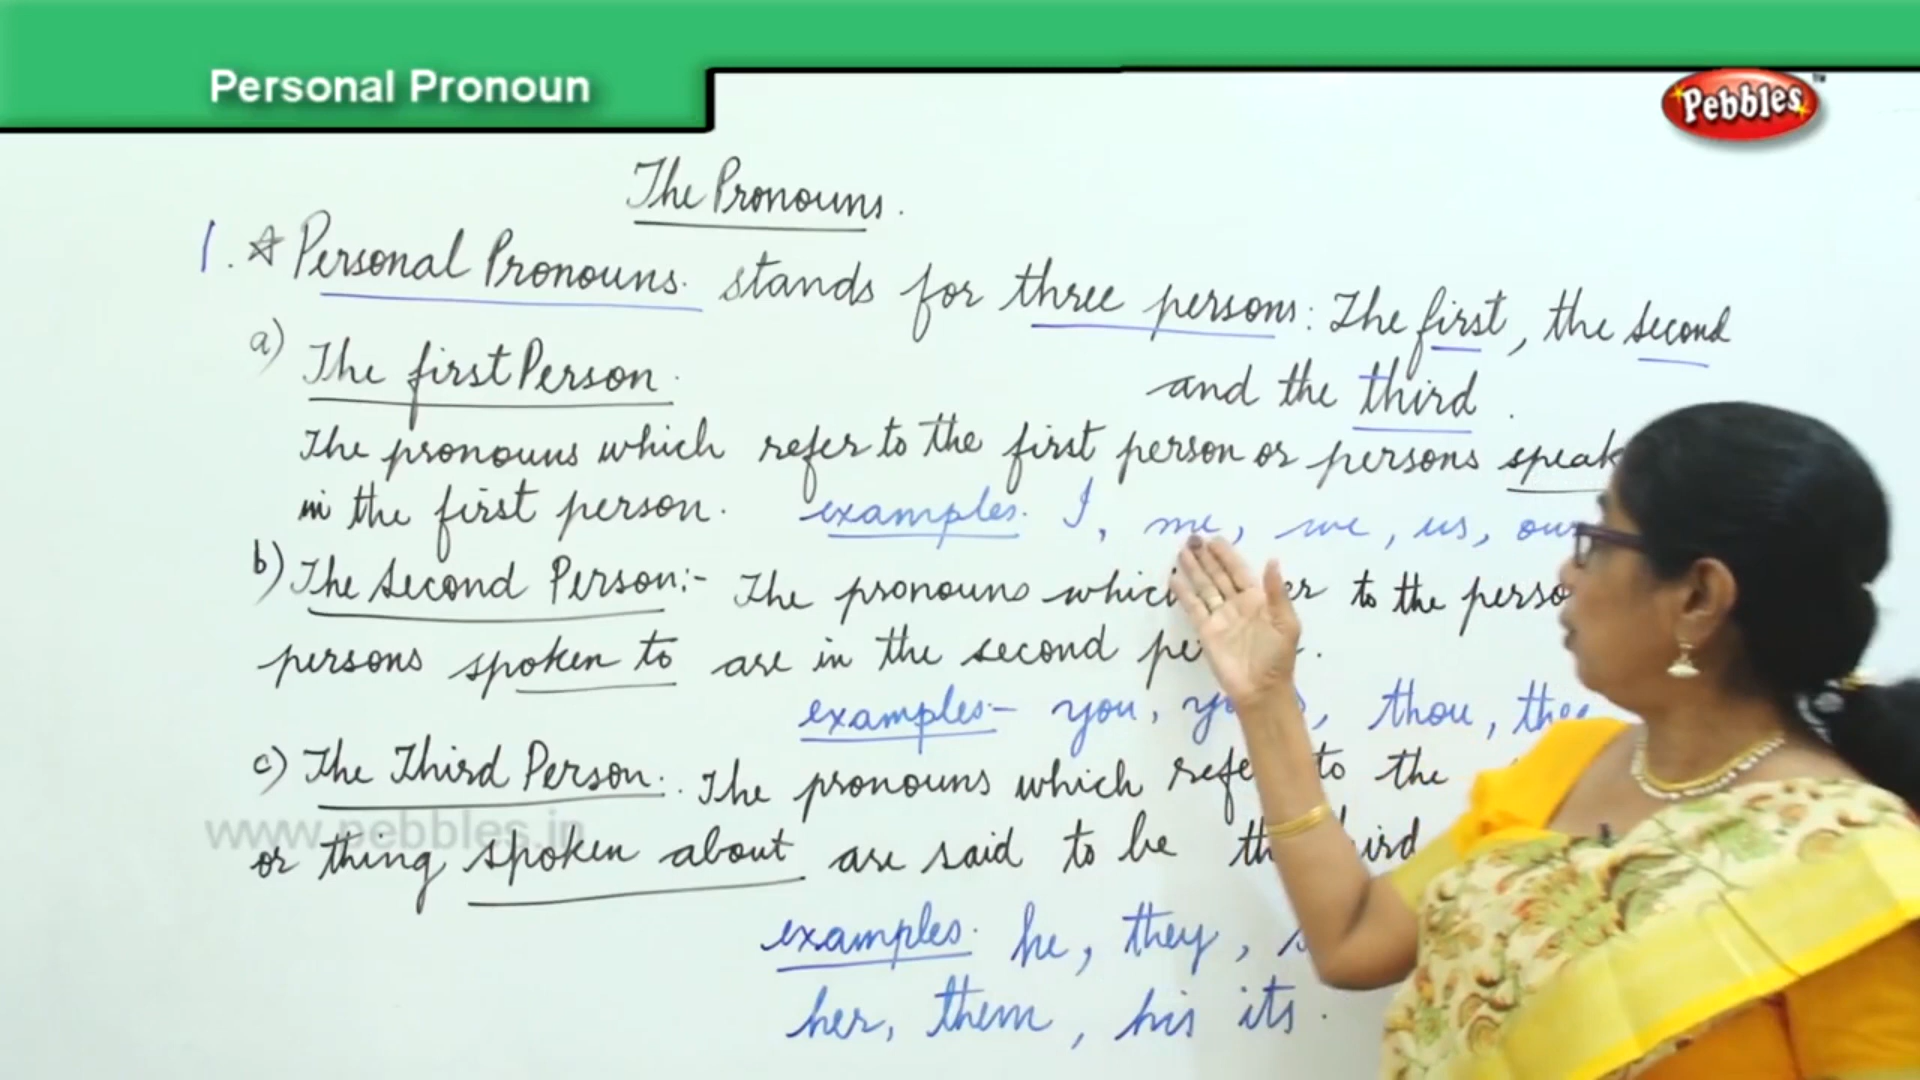 Personal Pronoun
Pebbles
The Pronouns.
1. ☆ Personal Pronouns. stands for three persons: The first, the second
and the third.
a) The first Person.
The pronouns which refer to the first person or persons
in the first person. examples. I, me, we, us,
b) The Second Person:- The pronouns to the
persons spoken to are in the second
examples:- you, thou,
c) The Third Person:. The pronouns which to the
www.pebbles.in
or thing spoken about are said to be
examples. he, they,
her, them, his its.